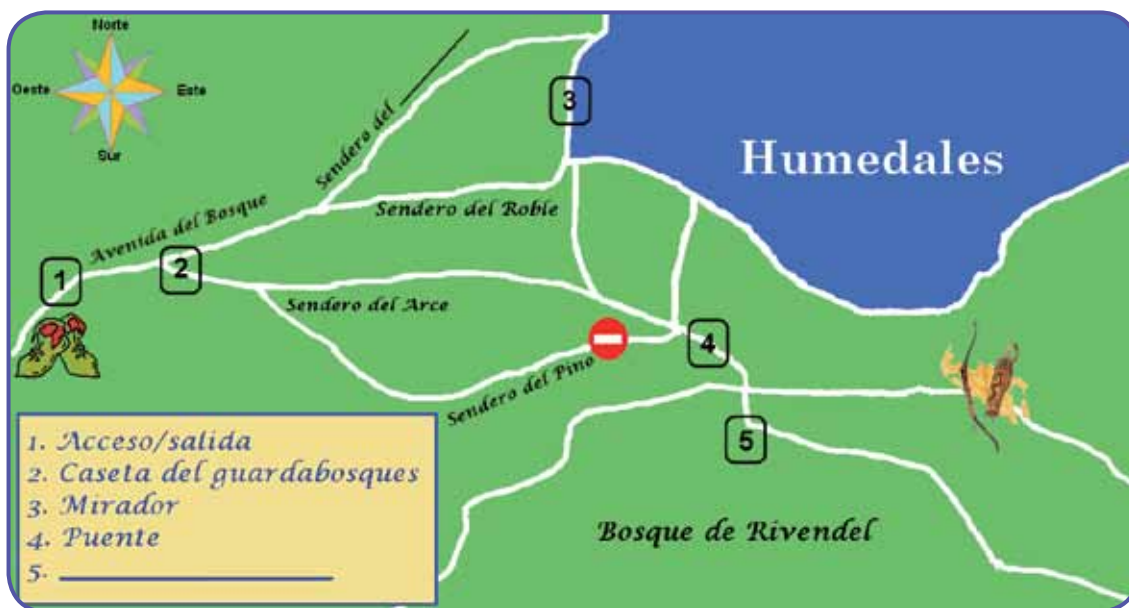 Norte
Oeste
Este
Sur
Sendero del
3
Humedales
Avenida del Bosque
Sendero del Roble
1
2
Sendero del Arce
4
Sendero del Pino
5
1. Acceso/salida
2. Caseta del guardabosques
3. Mirador
4. Puente
5.
Bosque de Rivendel